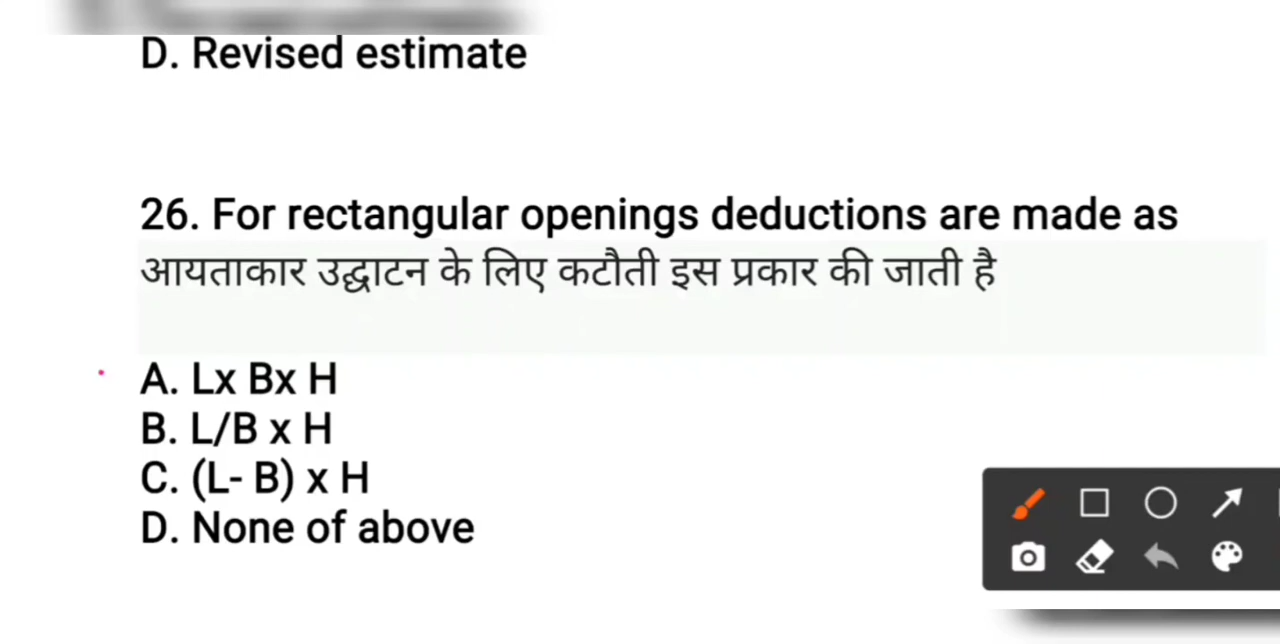 D. Revised estimate
26. For rectangular openings deductions are made as
आयताकार उद्घाटन के लिए कटौती इस प्रकार की जाती है
A. Lx Bx H
B. L/B x H
C. (L- B) x H
D. None of above